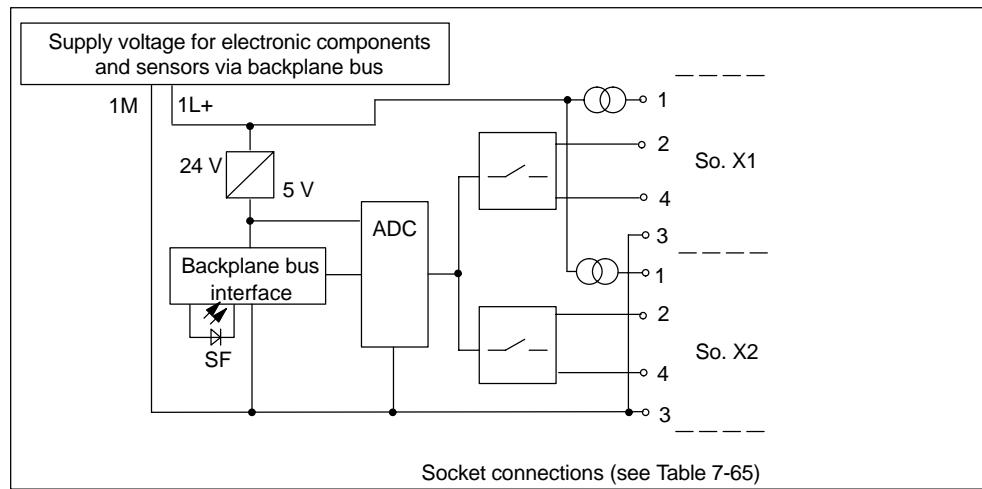 Supply voltage for electronic components
and sensors via backplane bus
1M
1L+
1
2
So. X1
4
3
24 V
5 V
ADC
Backplane bus
interface
SF
1
2
So. X2
4
3
Socket connections (see Table 7-65)